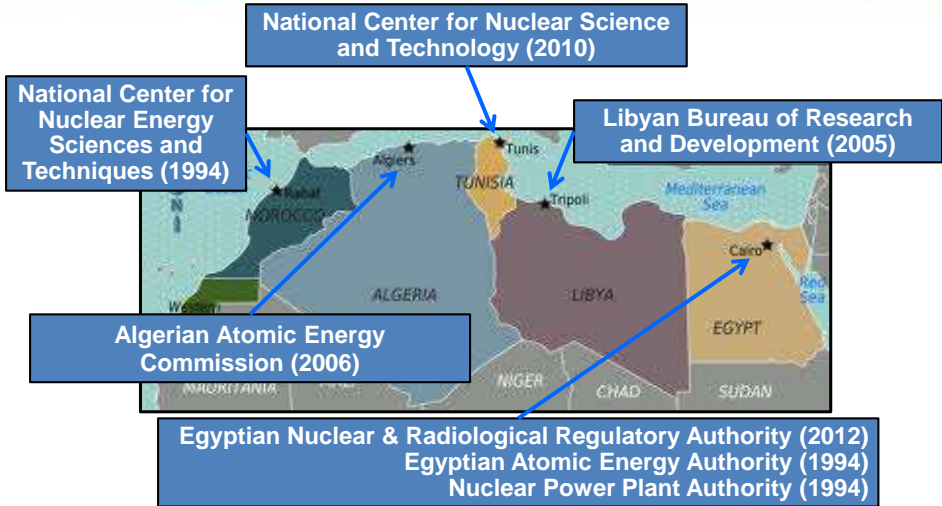 National Center for Nuclear Science
and Technology (2010)
National Center for
Nuclear Energy
Sciences and
Techniques (1994)
Libyan Bureau of Research
and Development (2005)
Algiers
Tunis
TUNISIA
Rabat
MOROCCO
Tripoli
Mediterranean
Sea
Cairo
Red
Sea
ALGERIA
LIBYA
EGYPT
Western
Algerian Atomic Energy
Commission (2006)
MAURITANIA
NIGER
CHAD
SUDAN
Egyptian Nuclear & Radiological Regulatory Authority (2012)
Egyptian Atomic Energy Authority (1994)
Nuclear Power Plant Authority (1994)